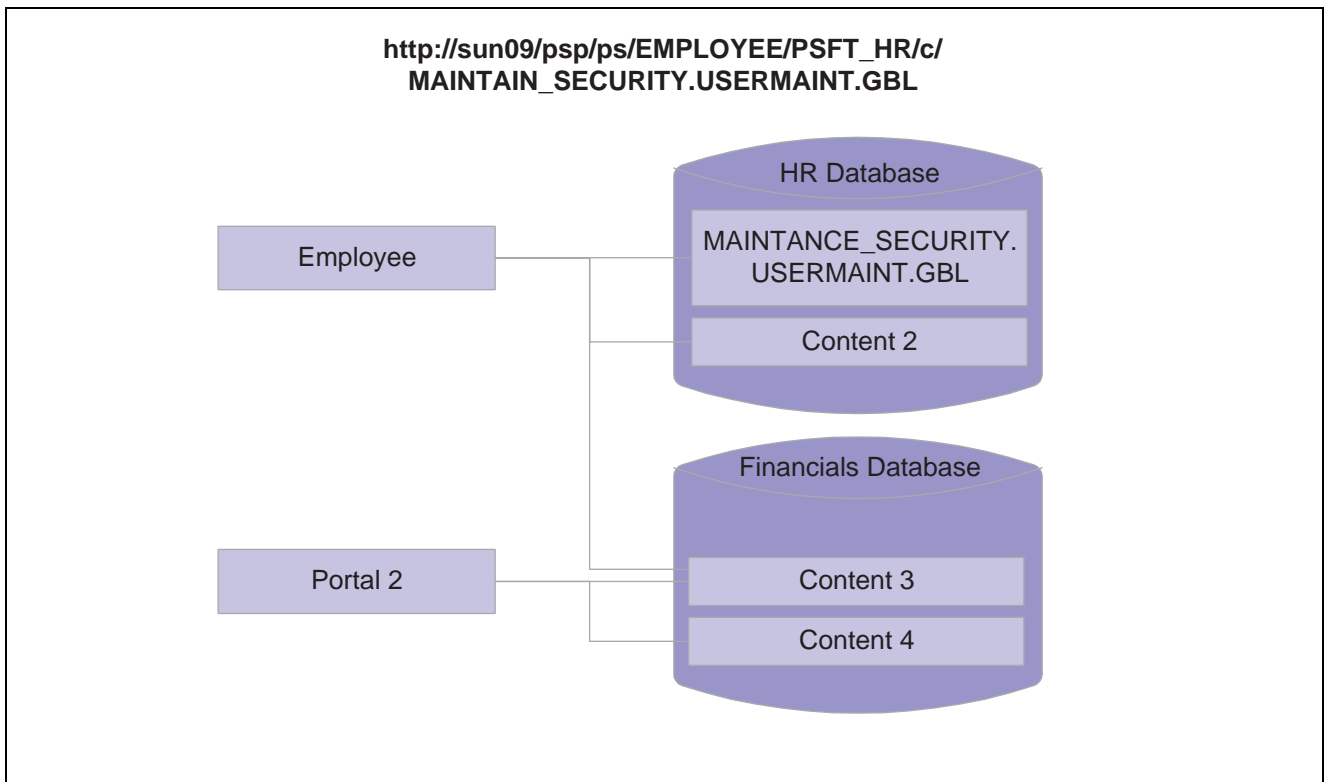 http://sun09/psp/ps/EMPLOYEE/PSFT_HR/c/
MAINTAIN_SECURITY.USERMAINT.GBL
HR Database
Employee
MAINTANCE_SECURITY.
USERMAINT.GBL
Content 2
Financials Database
Portal 2
Content 3
Content 4